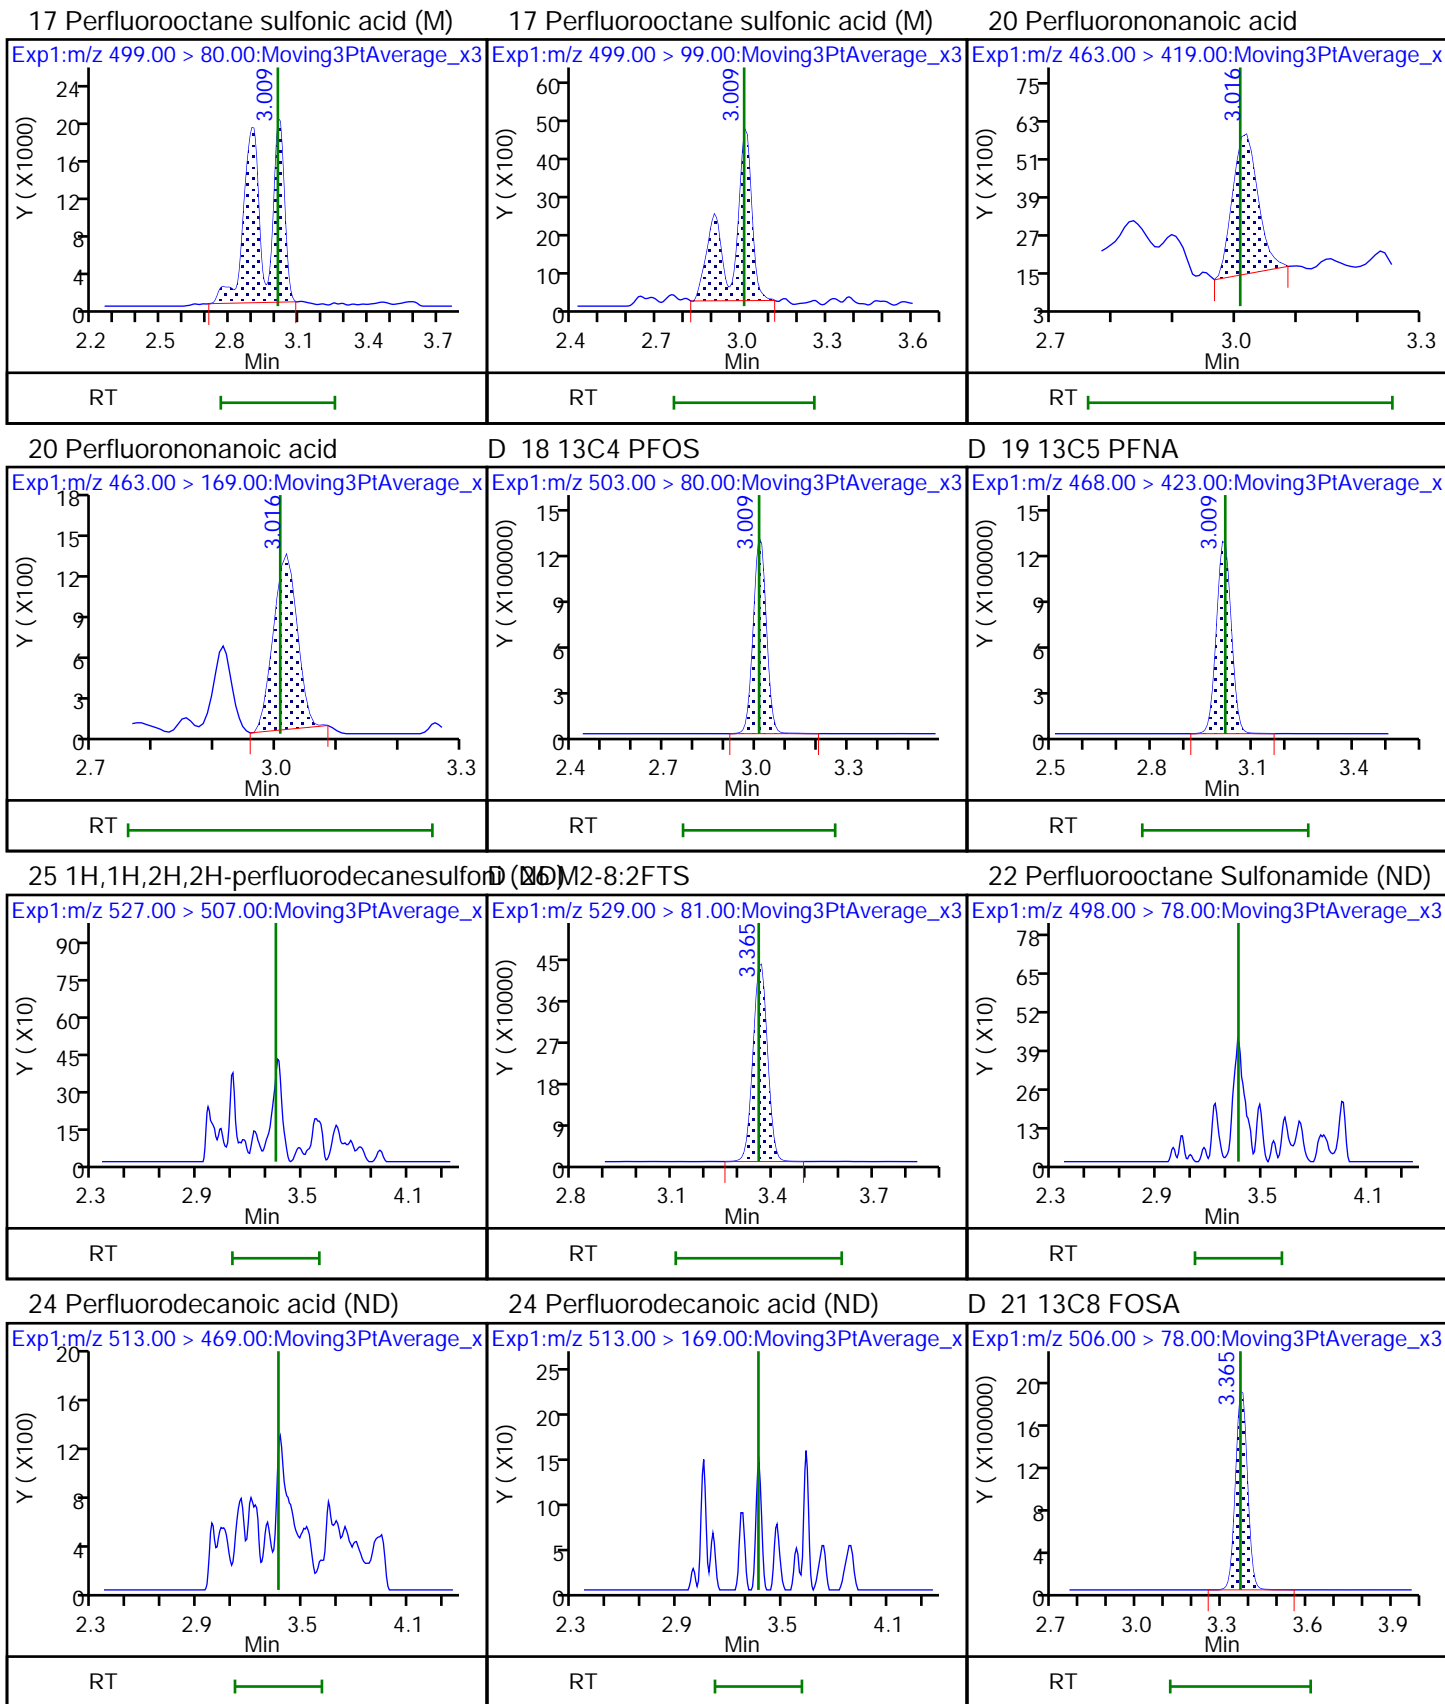 17 Perfluorooctane sulfonic acid (M)
Exp1:m/z 499.00 > 80.00:Moving3PtAverage_x3
Y ( X1000)
24
20
16
12
8
4
0
3.009
2.2 2.5 2.8 3.1 3.4 3.7
Min
RT
17 Perfluorooctane sulfonic acid (M)
Exp1:m/z 499.00 > 99.00:Moving3PtAverage_x3
Y ( X100)
60
50
40
30
20
10
0
3.009
2.4 2.7 3.0 3.3 3.6
Min
RT
20 Perfluorononanoic acid
Exp1:m/z 463.00 > 419.00:Moving3PtAverage_x
Y ( X100)
75
63
51
39
27
15
3
3.016
2.7 3.0 3.3
Min
RT
20 Perfluorononanoic acid
Exp1:m/z 463.00 > 169.00:Moving3PtAverage_x
Y ( X100)
18
15
12
9
6
3
0
3.016
2.7 3.0 3.3
Min
RT
D 18 13C4 PFOS
Exp1:m/z 503.00 > 80.00:Moving3PtAverage_x3
Y ( X100000)
15
12
9
6
3
0
3.009
2.4 2.7 3.0 3.3
Min
RT
D 19 13C5 PFNA
Exp1:m/z 468.00 > 423.00:Moving3PtAverage_x
Y ( X100000)
15
12
9
6
3
0
3.009
2.5 2.8 3.1 3.4
Min
RT
25 1H,1H,2H,2H-perfluorodecanesulfoni (ND)
Exp1:m/z 527.00 > 507.00:Moving3PtAverage_x
Y ( X10)
90
75
60
45
30
15
0
2.3 2.9 3.5 4.1
Min
RT
D 26 M2-8:2FTS
Exp1:m/z 529.00 > 81.00:Moving3PtAverage_x3
Y ( X10000)
45
36
27
18
9
0
3.365
2.8 3.1 3.4 3.7
Min
RT
22 Perfluorooctane Sulfonamide (ND)
Exp1:m/z 498.00 > 78.00:Moving3PtAverage_x3
Y ( X10)
78
65
52
39
26
13
0
2.3 2.9 3.5 4.1
Min
RT
24 Perfluorodecanoic acid (ND)
Exp1:m/z 513.00 > 469.00:Moving3PtAverage_x
Y ( X100)
20
16
12
8
4
0
2.3 2.9 3.5 4.1
Min
RT
24 Perfluorodecanoic acid (ND)
Exp1:m/z 513.00 > 169.00:Moving3PtAverage_x
Y ( X10)
25
20
15
10
5
0
2.3 2.9 3.5 4.1
Min
RT
D 21 13C8 FOSA
Exp1:m/z 506.00 > 78.00:Moving3PtAverage_x3
Y ( X100000)
20
16
12
8
4
0
3.365
2.7 3.0 3.3 3.6 3.9
Min
RT